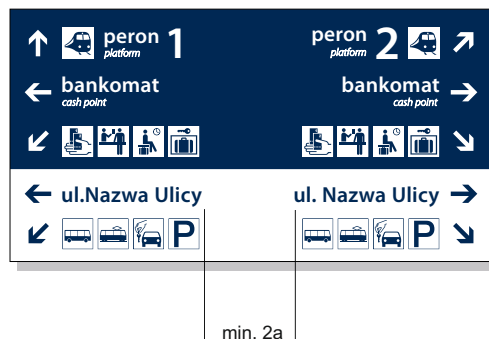 peron 1
platform
peron 2
platform
bankomat
cash point
bankomat
cash point
ul.Nazwa Ulicy
ul. Nazwa Ulicy
P
P
min. 2a